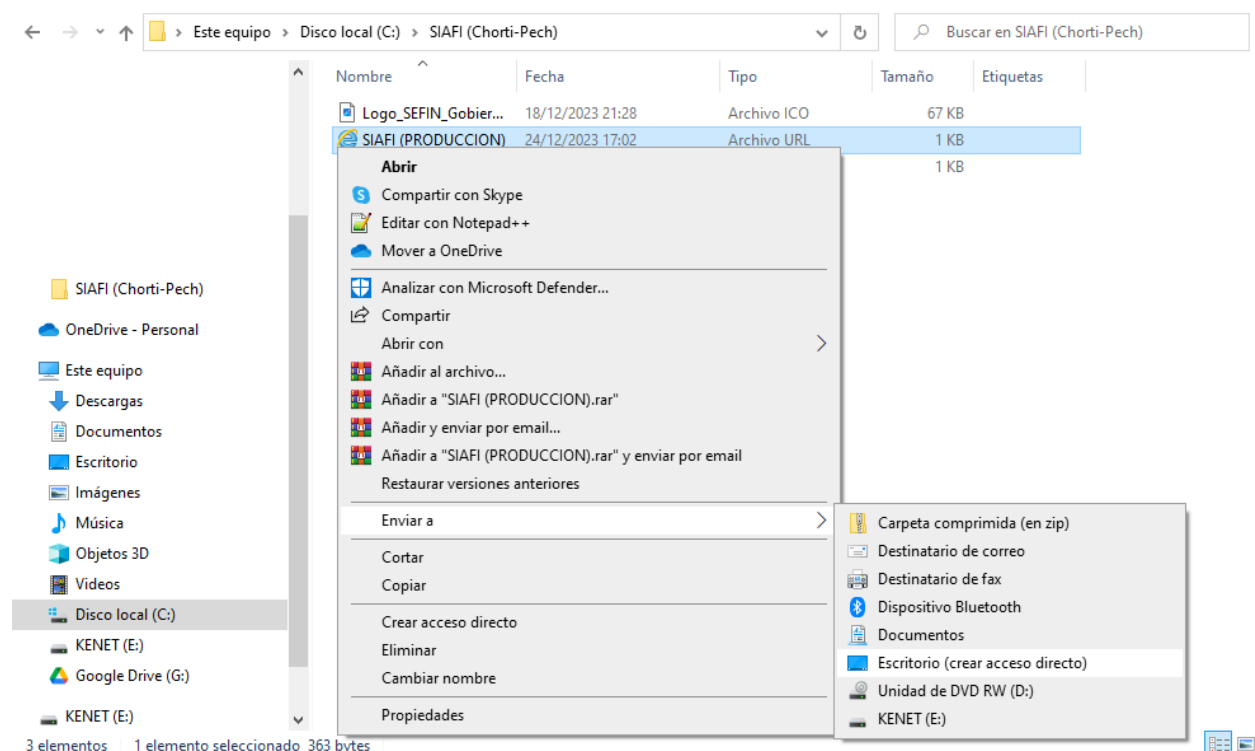 Este equipo > Disco local (C:) > SIAFI (Chorti-Pech)
Buscar en SIAFI (Chorti-Pech)
Nombre Fecha Tipo Tamaño Etiquetas
Logo_SEFIN_Gobier... 18/12/2023 21:28 Archivo ICO 67 KB
SIAFI (PRODUCCION) 24/12/2023 17:02 Archivo URL 1 KB
1 KB
SIAFI (Chorti-Pech)
OneDrive - Personal
Este equipo
Descargas
Documentos
Escritorio
Imágenes
Música
Objetos 3D
Videos
Disco local (C:)
KENET (E:)
Google Drive (G:)
KENET (E:)
Abrir
Compartir con Skype
Editar con Notepad++
Mover a OneDrive
Analizar con Microsoft Defender...
Compartir
Abrir con
Añadir al archivo...
Añadir a "SIAFI (PRODUCCION).rar"
Añadir y enviar por email...
Añadir a "SIAFI (PRODUCCION).rar" y enviar por email
Restaurar versiones anteriores
Enviar a
Cortar
Copiar
Crear acceso directo
Eliminar
Cambiar nombre
Propiedades
Carpeta comprimida (en zip)
Destinatario de correo
Destinatario de fax
Dispositivo Bluetooth
Documentos
Escritorio (crear acceso directo)
Unidad de DVD RW (D:)
KENET (E:)
3 elementos 1 elemento seleccionado 363 bytes